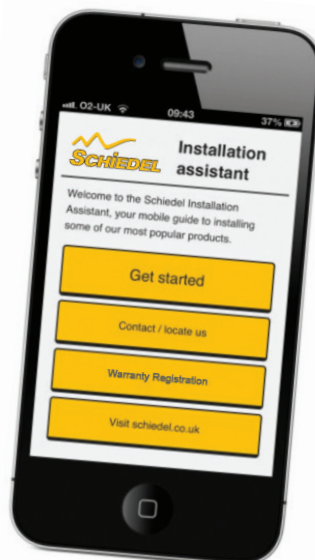 O2-UK 09:43 37%
SCHIEDEL
Installation
assistant
Welcome to the Schiedel Installation
Assistant, your mobile guide to installing
some of our most popular products.
Get started
Contact / locate us
Warranty Registration
Visit schiedel.co.uk